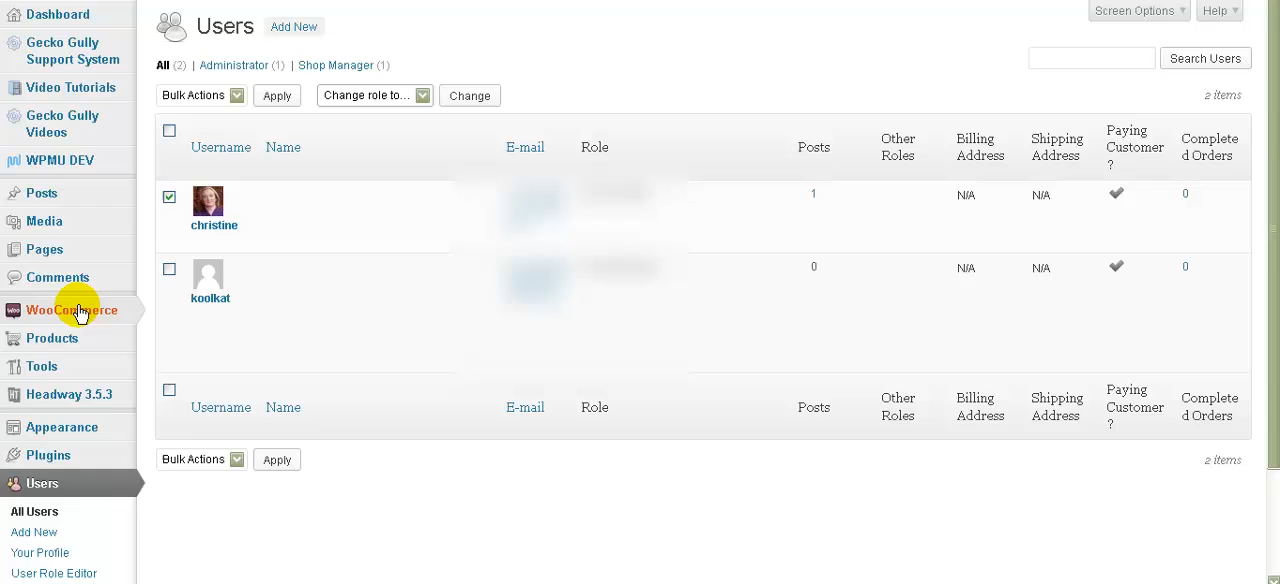 Dashboard
Gecko Gully
Support System
Video Tutorials
Gecko Gully
Videos
WPMU DEV
Posts
Media
Pages
Comments
WooCommerce
Products
Tools
Headway 3.5.3
Appearance
Plugins
Users
All Users
Add New
Your Profile
User Role Editor
Screen Options Help
Users Add New
All (2) | Administrator (1) | Shop Manager (1)
Search Users
Bulk Actions Apply Change role to... Change 2 items
Username Name E-mail Role Posts
Other
Roles
Billing
Address
Shipping
Address
Paying
Customer
?
Complete
d Orders
christine 1 N/A N/A 0
koolkat 0 N/A N/A 0
Username Name E-mail Role Posts
Other
Roles
Billing
Address
Shipping
Address
Paying
Customer
?
Complete
d Orders
Bulk Actions Apply 2 items